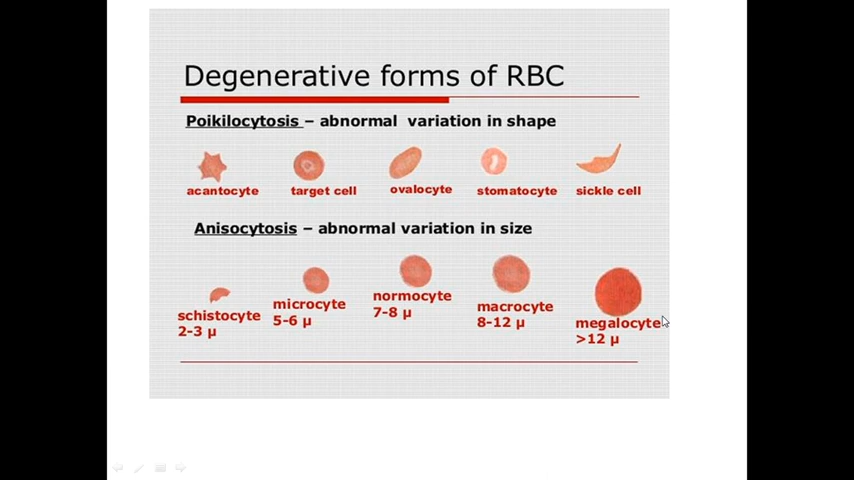 Degenerative forms of RBC
Poikilocytosis – abnormal variation in shape
acantocyte target cell ovalocyte stomatocyte sickle cell
Anisocytosis – abnormal variation in size
schistocyte microcyte normocyte macrocyte megalocyte
2-3 µ 5-6 µ 7-8 µ 8-12 µ >12 µ